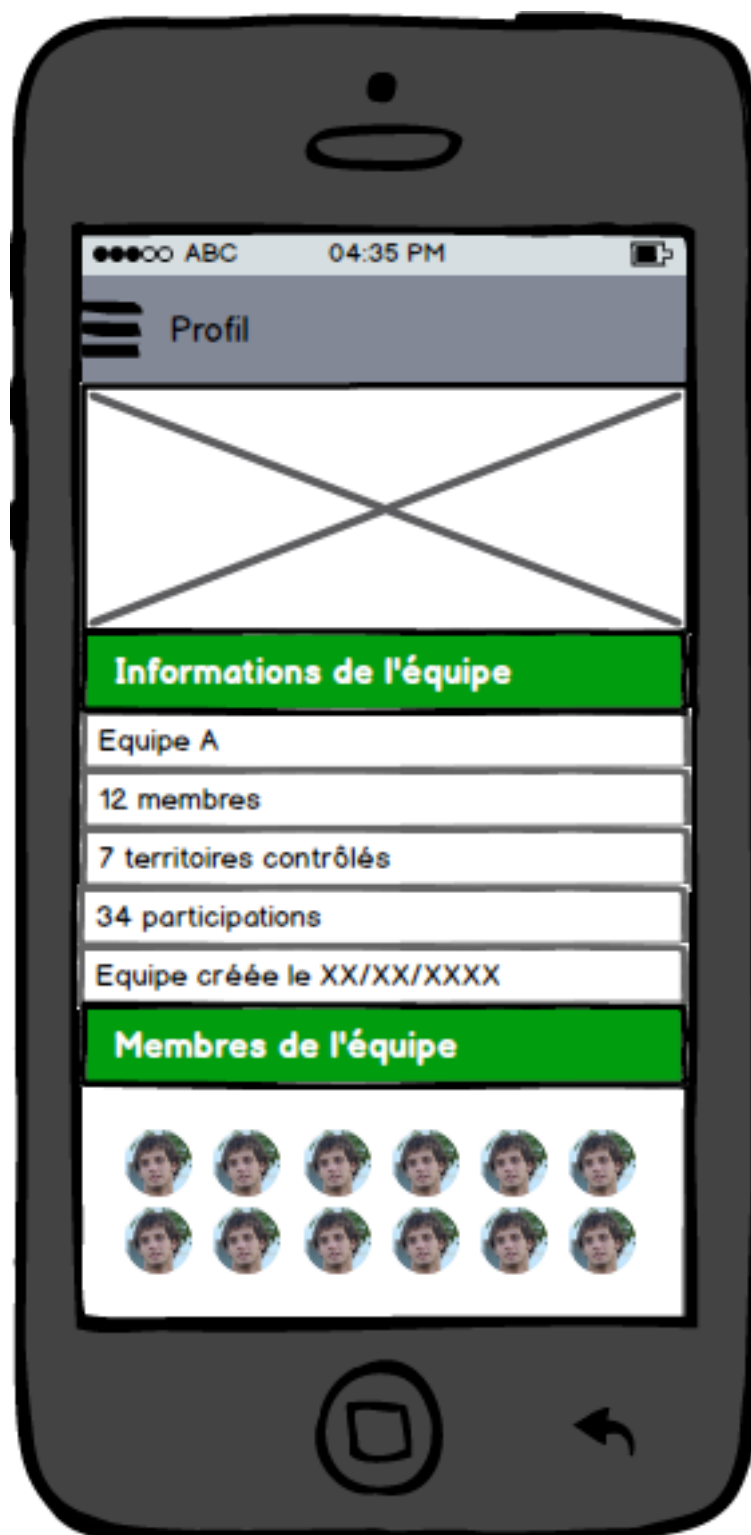 ABC 04:35 PM
Profil
Informations de l'équipe
Equipe A
12 membres
7 territoires contrôlés
34 participations
Equipe créée le XX/XX/XXXX
Membres de l'équipe